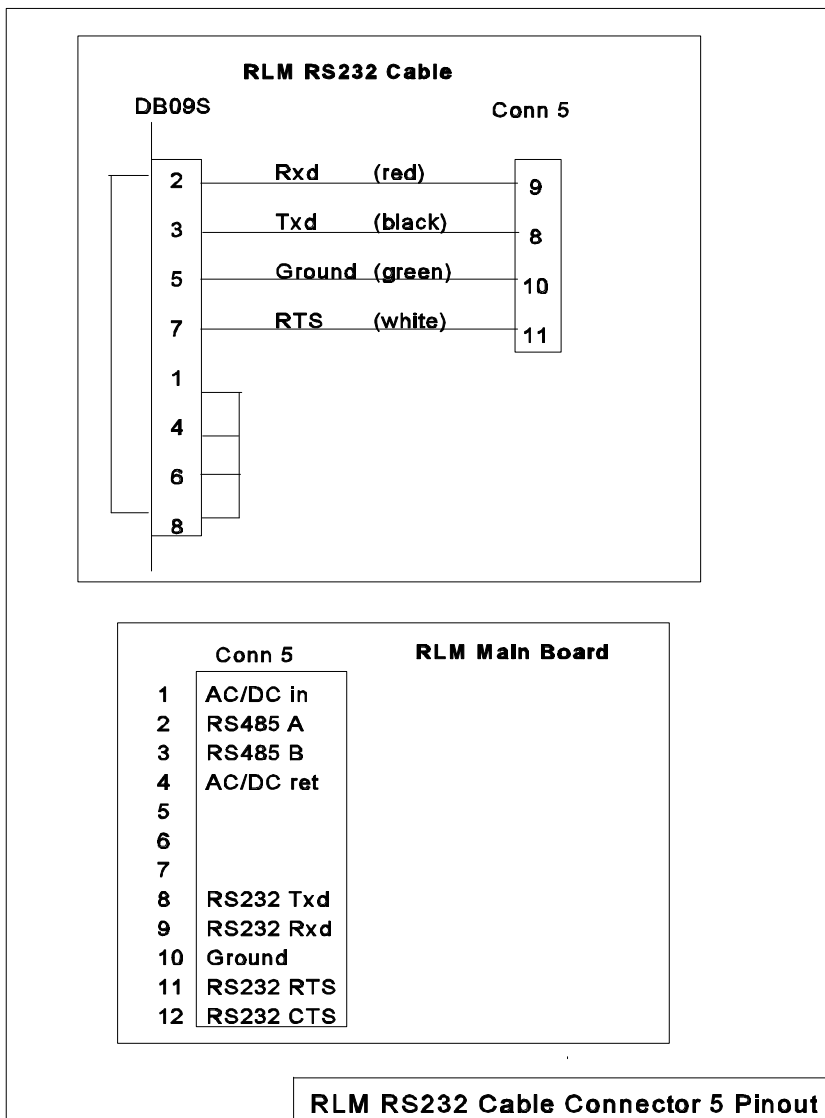 RLM RS232 Cable
DB09S Conn 5
2 Rxd (red) 9
3 Txd (black) 8
5 Ground (green) 10
7 RTS (white) 11
1
4
6
8
Conn 5 RLM Main Board
1 AC/DC in
2 RS485 A
3 RS485 B
4 AC/DC ret
5
6
7
8 RS232 Txd
9 RS232 Rxd
10 Ground
11 RS232 RTS
12 RS232 CTS
RLM RS232 Cable Connector 5 Pinout